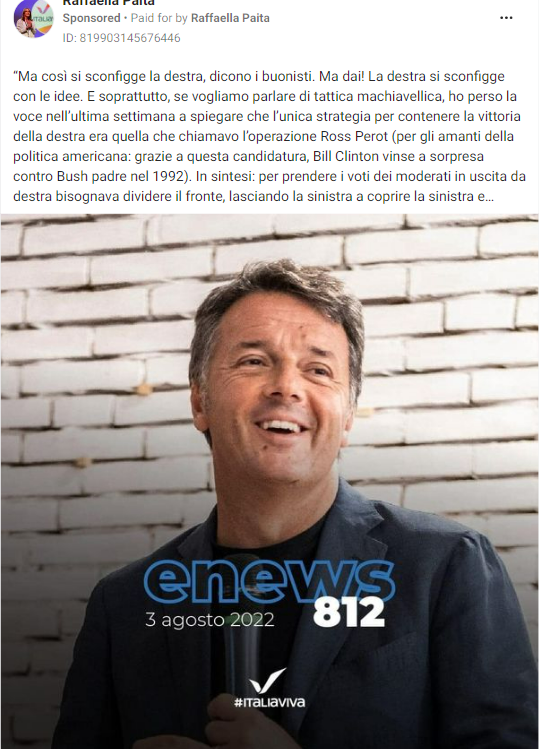 Raffaella Paita
Sponsored • Paid for by Raffaella Paita
ID: 819903145676446
“Ma così si sconfigge la destra, dicono i buonisti. Ma dai! La destra si sconfigge
con le idee. E soprattutto, se vogliamo parlare di tattica machiavellica, ho perso la
voce nell’ultima settimana a spiegare che l’unica strategia per contenere la vittoria
della destra era quella che chiamavo l’operazione Ross Perot (per gli amanti della
politica americana: grazie a questa candidatura, Bill Clinton vinse a sorpresa
contro Bush padre nel 1992). In sintesi: per prendere i voti dei moderati in uscita da
destra bisognava dividere il fronte, lasciando la sinistra a coprire la sinistra e...
enews
3 agosto 2022 812
#ITALIAVIVA